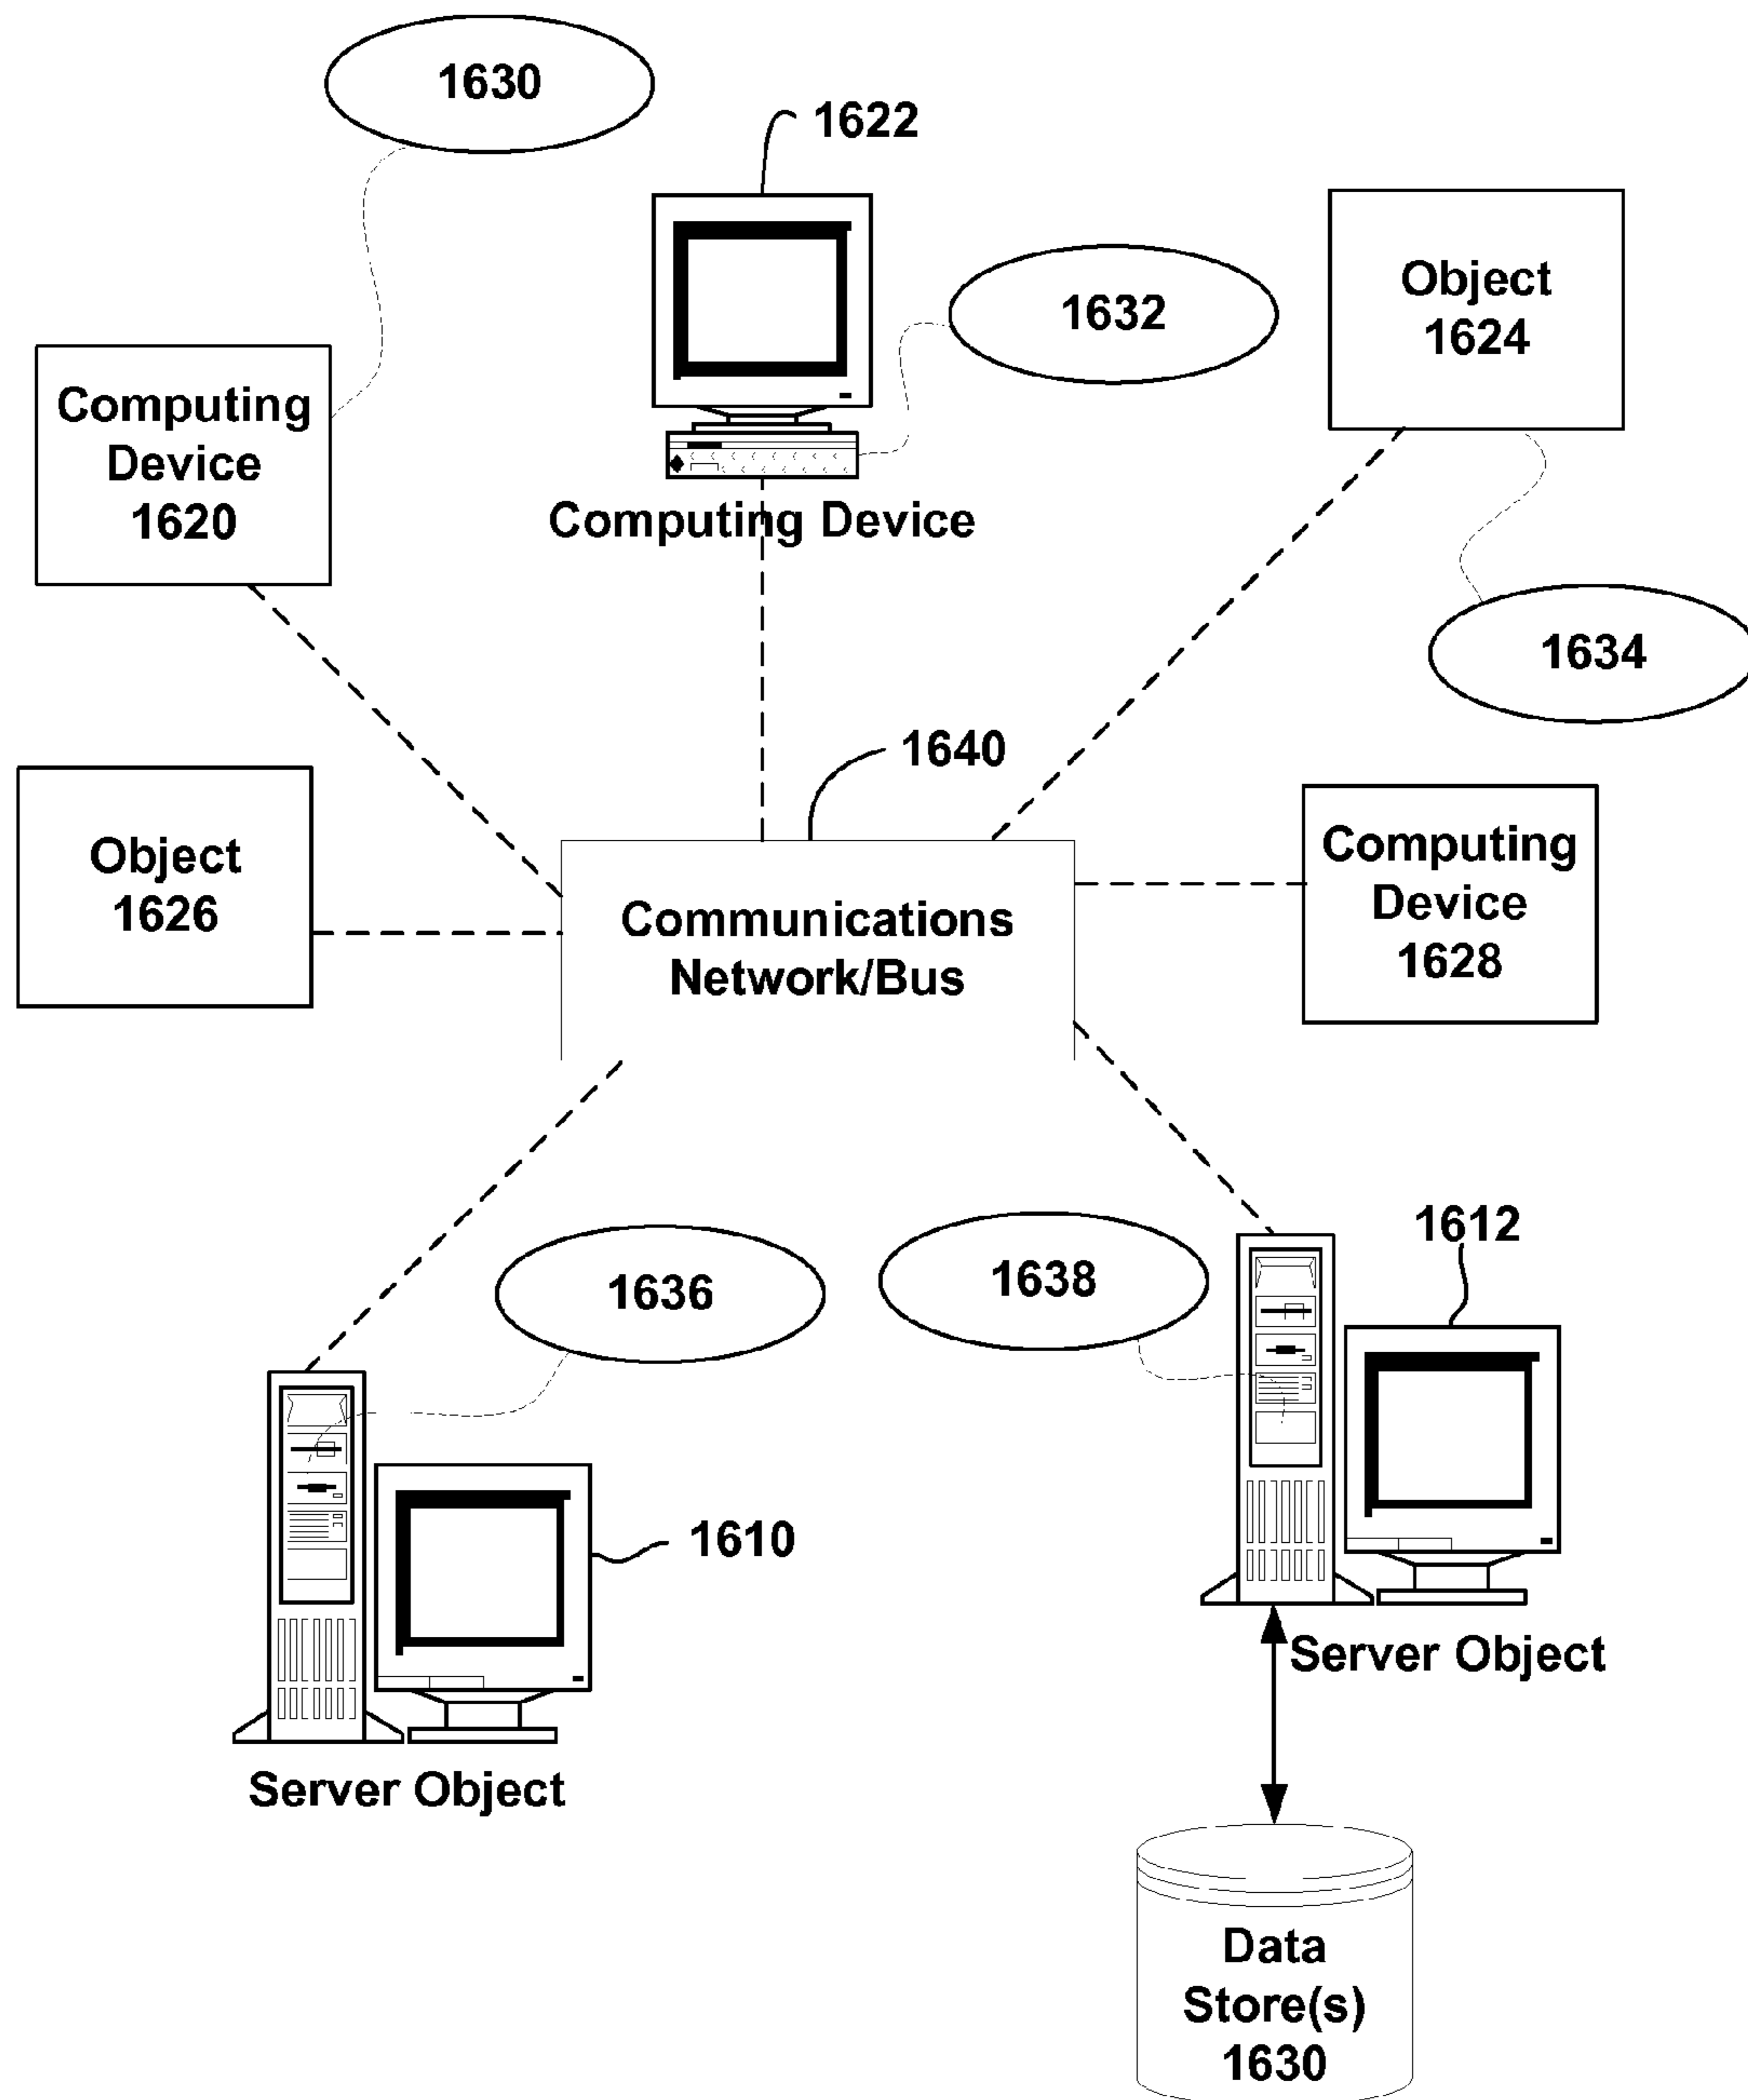 1630
1622
Object
1624
1632
Computing
Device
1620
Computing Device
1634
1640
Object
1626
Communications
Network/Bus
Computing
Device
1628
1612
1636
1638
1610
Server Object
Server Object
Data
Store(s)
1630